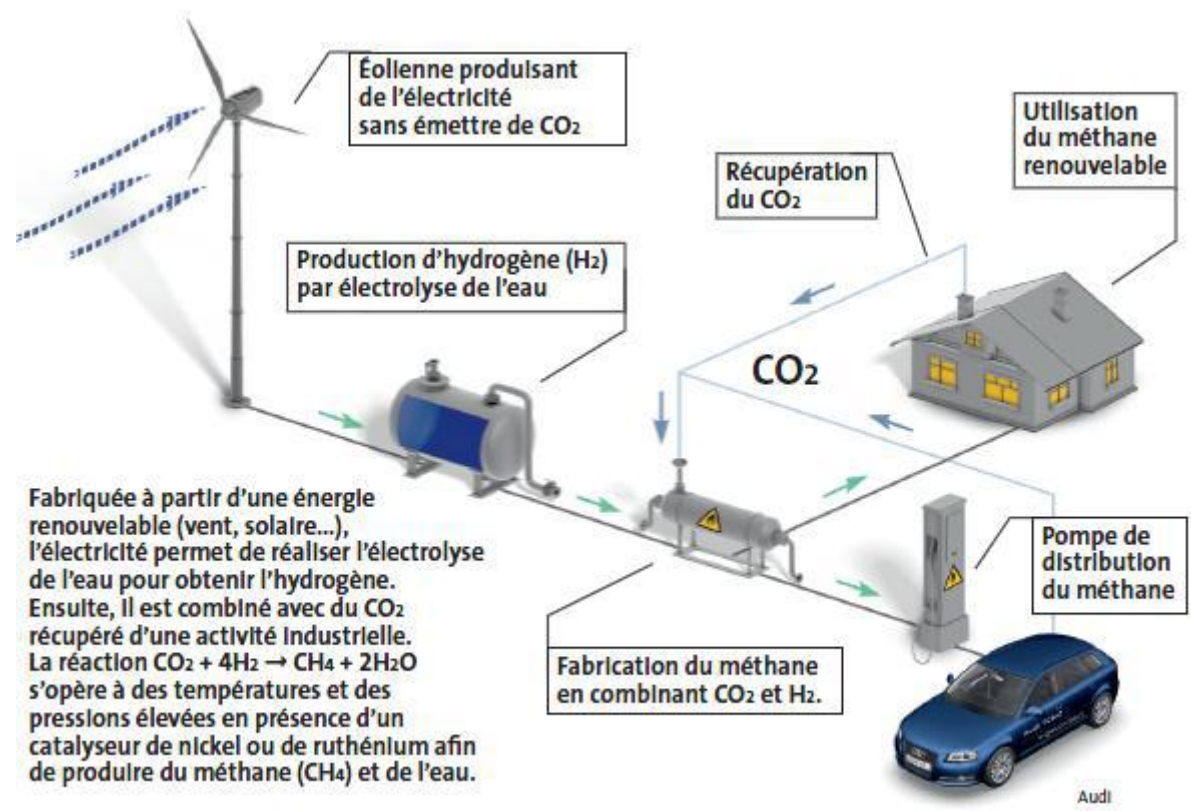 Éolienne produisant
de l'électricité
sans émettre de CO2
Utilisation
du méthane
renouvelable
Récupération
du CO2
Production d'hydrogène (H2)
par électrolyse de l'eau
CO2
Fabriquée à partir d'une énergie
renouvelable (vent, solaire...),
l'électricité permet de réaliser l'électrolyse
de l'eau pour obtenir l'hydrogène.
Ensuite, il est combiné avec du CO2
récupéré d'une activité industrielle.
La réaction CO2 + 4H2 → CH4 + 2H2O
s'opère à des températures et des
pressions élevées en présence d'un
catalyseur de nickel ou de ruthénium afin
de produire du méthane (CH4) et de l'eau.
Pompe de
distribution
du méthane
Fabrication du méthane
en combinant CO2 et H2.
Audi